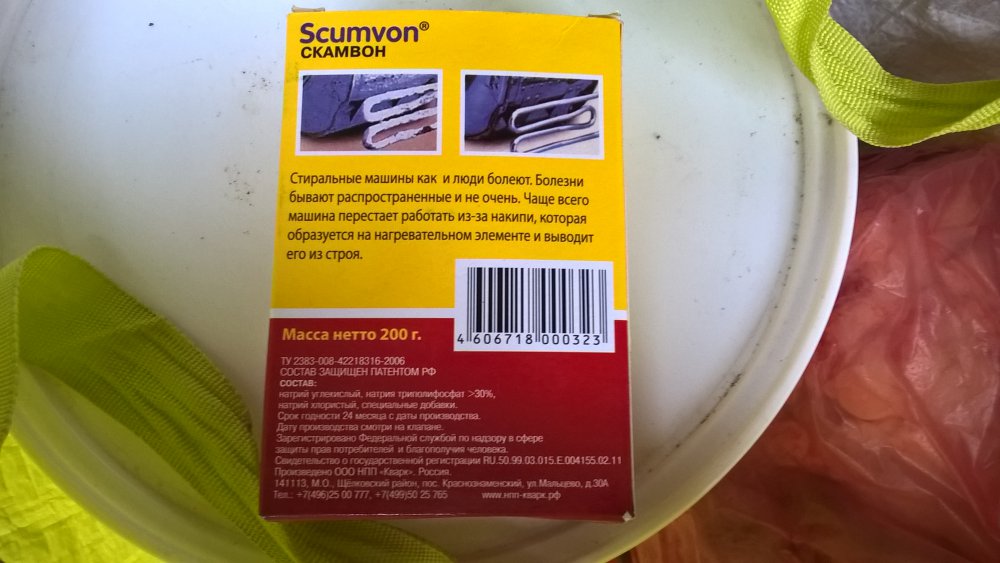 Scumvon®
СКАМВОН
Стиральные машины как и люди болеют. Болезни
бывают распространенные и не очень. Чаще всего
машина перестает работать из-за накипи, которая
образуется на нагревательном элементе и выводит
его из строя.
4 606718 000323
Масса нетто 200 г.
ТУ 2383-008-42218316-2006
СОСТАВ ЗАЩИЩЕН ПАТЕНТОМ РФ
СОСТАВ:
натрий углекислый, натрия триполифосфат >30%,
натрий хлористый, специальные добавки.
Срок годности 24 месяца с даты производства.
Дату производства смотри на клапане.
Зарегистрировано Федеральной службой по надзору в сфере
защиты прав потребителей и благополучия человека.
Свидетельство о государственной регистрации RU.50.99.03.015.Е.004155.02.11
Произведено ООО НПП «Кварк». Россия.
141113, М.О., Щёлковский район, пос. Краснознаменский, ул.Мальцево, д.30А
Тел.: +7(496)25 00 777, +7(499)50 25 765 www.нпп-кварк.рф